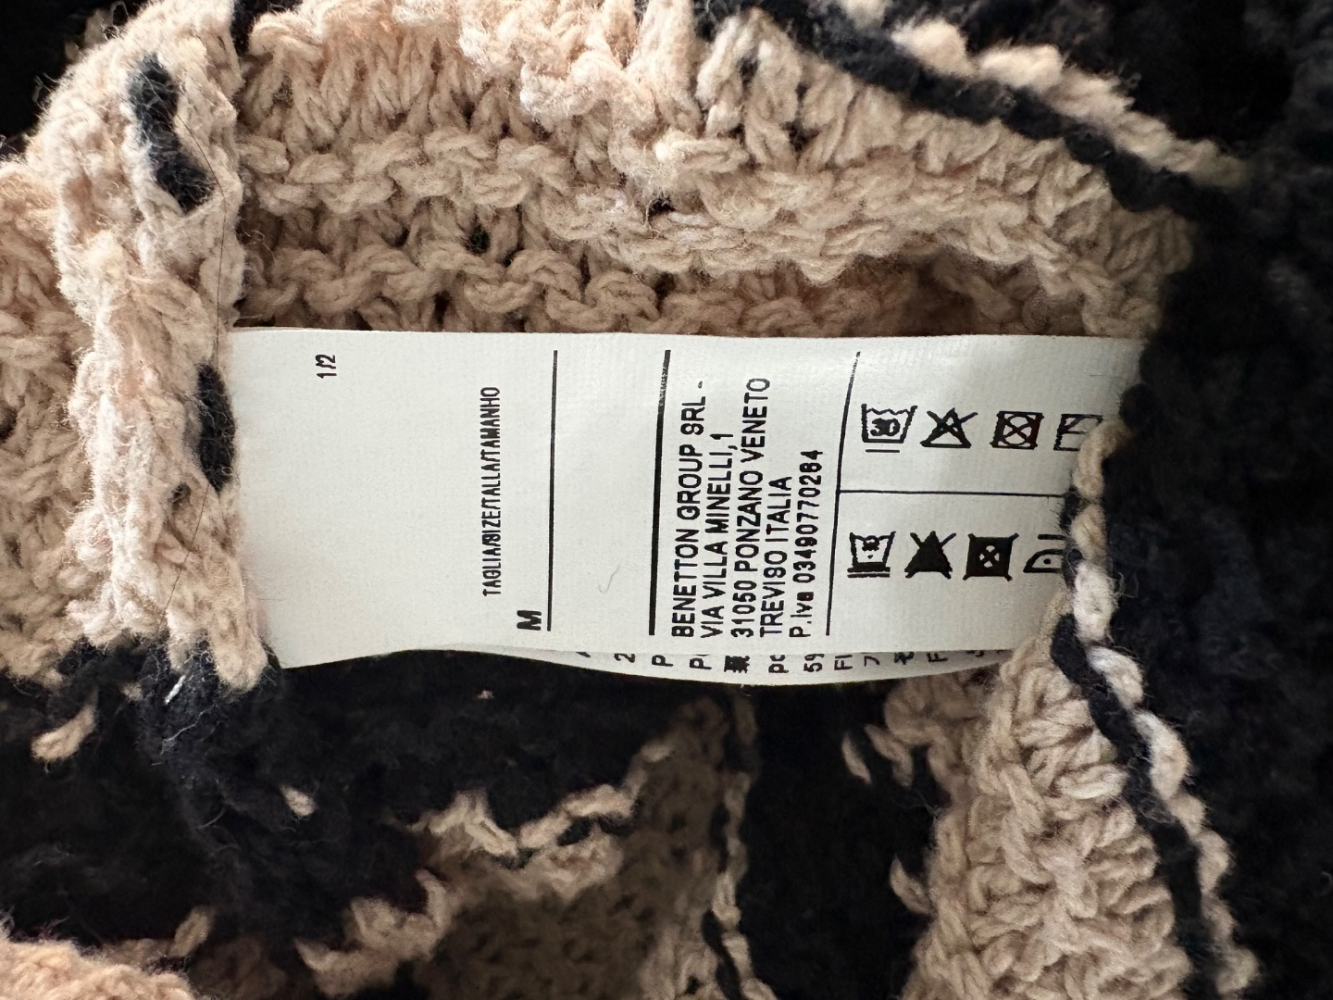 1/2
TAGLIA/SIZE/TALLA/TAMANHO
M
BENETTON GROUP SRL -
VIA VILLA MINELLI, 1
31050 PONZANO VENETO
TREVISO ITALIA
P.Iva 03490770264
30